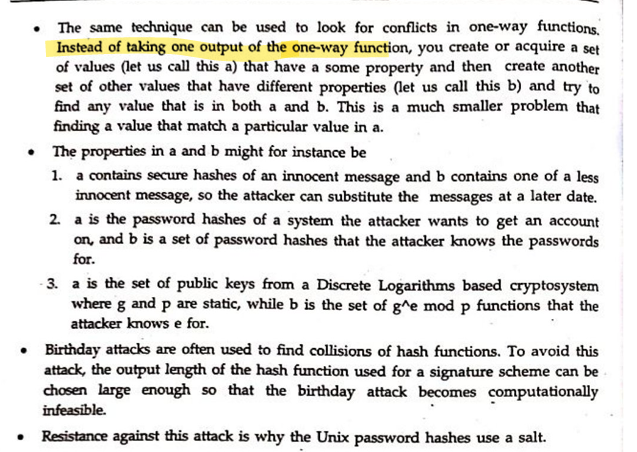 • The same technique can be used to look for conflicts in one-way functions.
Instead of taking one output of the one-way function, you create or acquire a set
of values (let us call this a) that have a some property and then create another
set of other values that have different properties (let us call this b) and try to
find any value that is in both a and b. This is a much smaller problem that
finding a value that match a particular value in a.
• The properties in a and b might for instance be
1. a contains secure hashes of an innocent message and b contains one of a less
innocent message, so the attacker can substitute the messages at a later date.
2. a is the password hashes of a system the attacker wants to get an account
on, and b is a set of password hashes that the attacker knows the passwords
for.
3. a is the set of public keys from a Discrete Logarithms based cryptosystem
where g and p are static, while b is the set of g^e mod p functions that the
attacker knows e for.
• Birthday attacks are often used to find collisions of hash functions. To avoid this
attack, the output length of the hash function used for a signature scheme can be
chosen large enough so that the birthday attack becomes computationally
infeasible.
• Resistance against this attack is why the Unix password hashes use a salt.